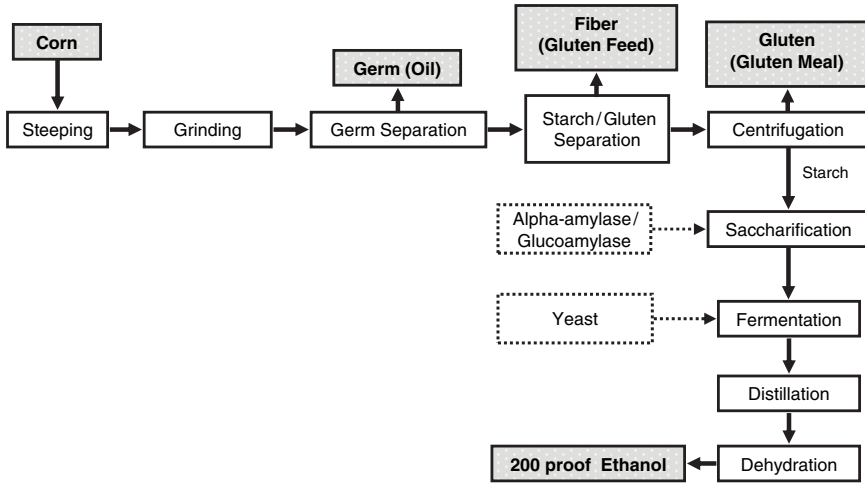 Corn
Germ (Oil)
Fiber
(Gluten Feed)
Gluten
(Gluten Meal)
Steeping
Grinding
Germ Separation
Starch/Gluten
Separation
Centrifugation
Starch
Alpha-amylase/
Glucoamylase
Saccharification
Yeast
Fermentation
Distillation
200 proof Ethanol
Dehydration